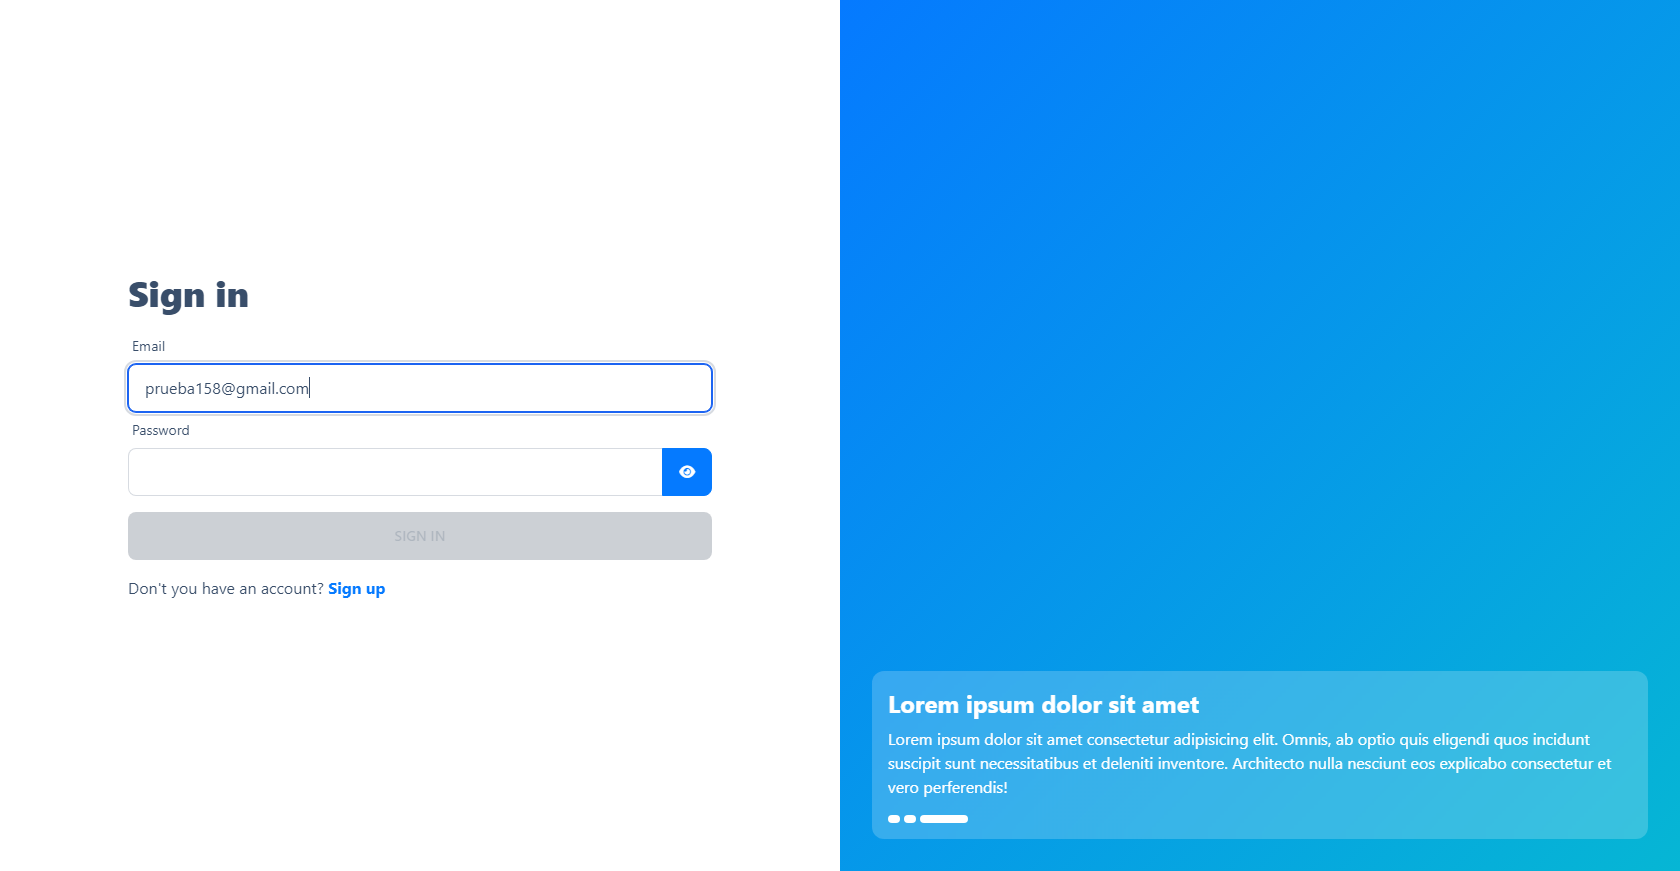 Sign in
Email
prueba158@gmail.com
Password
SIGN IN
Don't you have an account? Sign up
Lorem ipsum dolor sit amet
Lorem ipsum dolor sit amet consectetur adipisicing elit. Omnis, ab optio quis eligendi quos incidunt
suscipit sunt necessitatibus et deleniti inventore. Architecto nulla nesciunt eos explicabo consectetur et
vero perferendis!